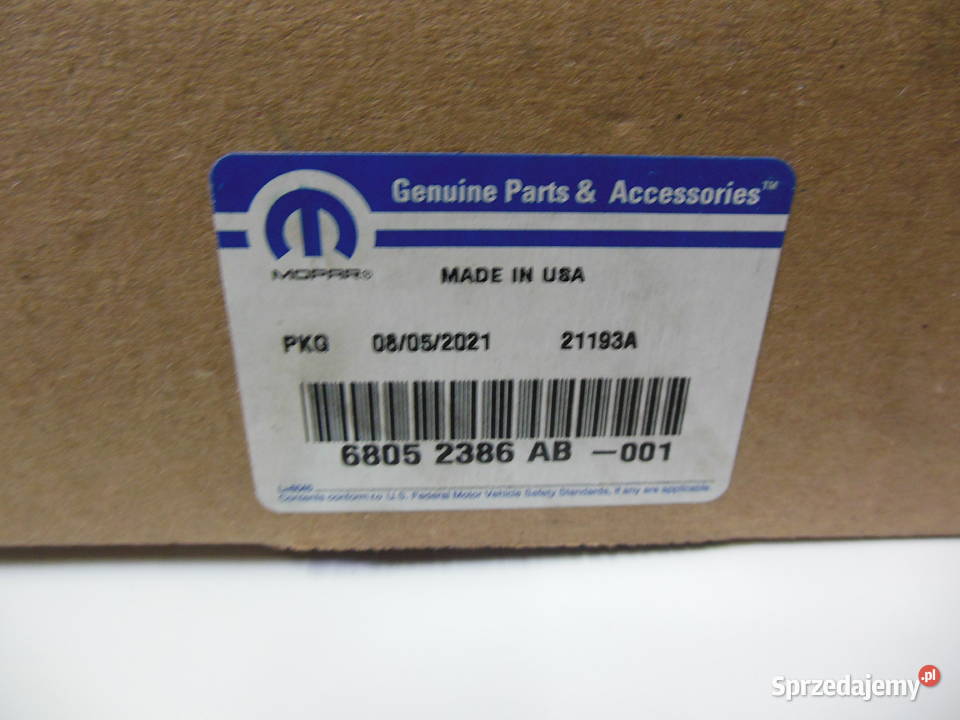 Genuine Parts & Accessories™
MOPAR®
MADE IN USA
PKG 08/05/2021 21193A
6805 2386 AB —001
Contents conform to U.S. Federal Motor Vehicle Safety Standards, if any are applicable.
Sprzedajemy.pl